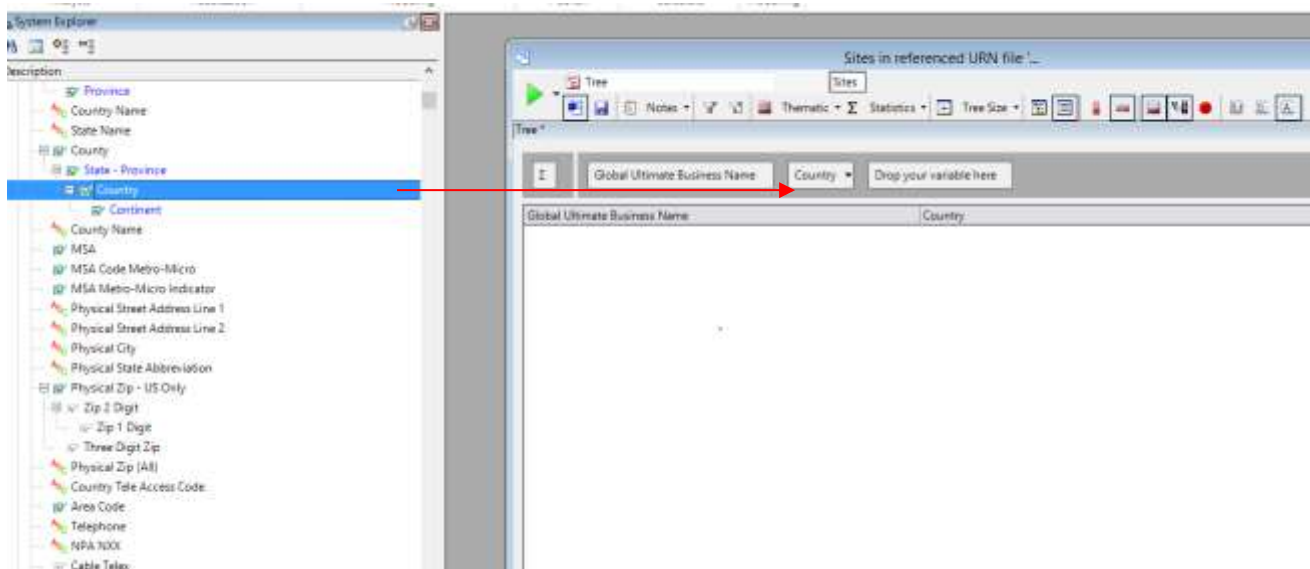 System Explorer
Description
Province
Country Name
State Name
County
State - Province
Country
Continent
County Name
MSA
MSA Code Metro-Micro
MSA Metro-Micro Indicator
Physical Street Address Line 1
Physical Street Address Line 2
Physical City
Physical State Abbreviation
Physical Zip - US Only
Zip 2 Digit
Zip 1 Digit
Three Digit Zip
Physical Zip (All)
Country Tele Access Code
Area Code
Telephone
NPA NXX
Cable Telex
Sites in referenced URN file '...
Tree
Sites
Notes
Thematic
Σ Statistics
Tree Size
Tree *
Σ
Global Ultimate Business Name
Country
Drop your variable here
Global Ultimate Business Name
Country